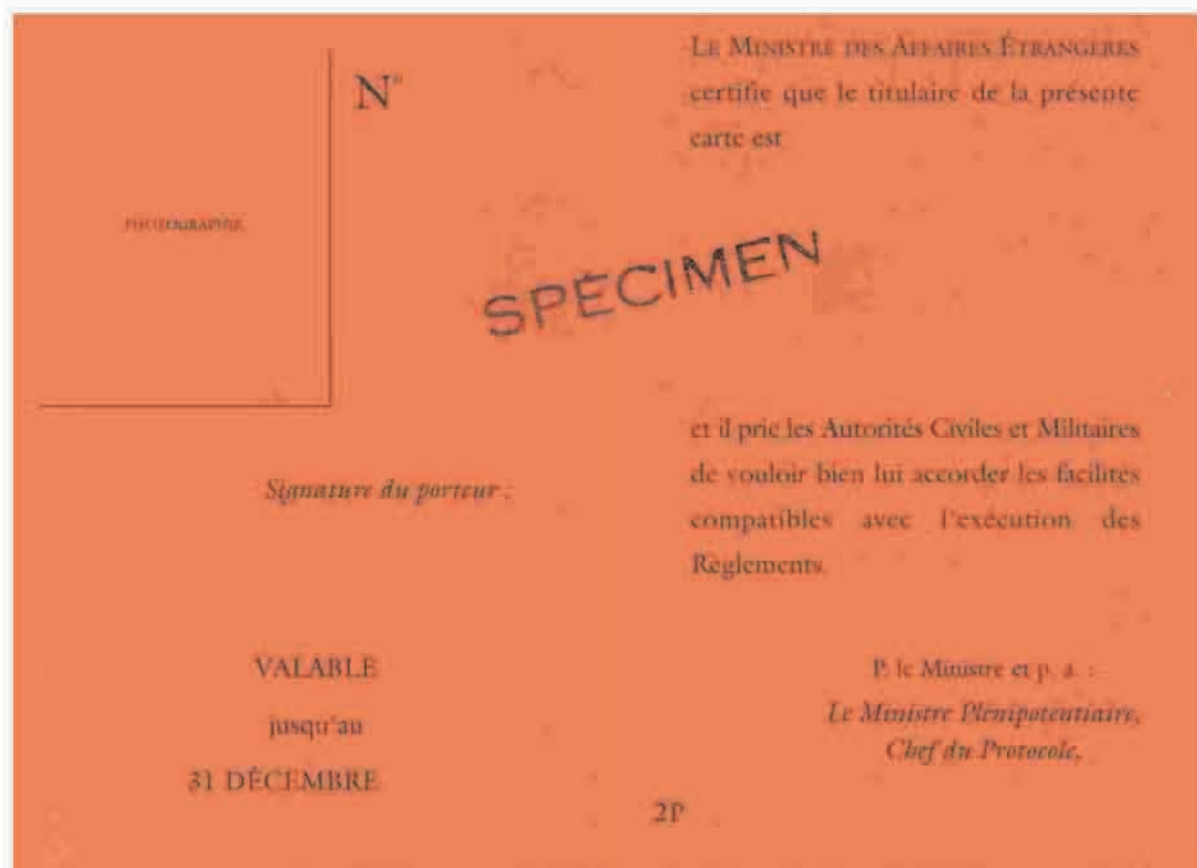 N°
PHOTOGRAPHIE
SPÉCIMEN
Signature du porteur :
VALABLE
jusqu'au
31 DÉCEMBRE
LE MINISTRE DES AFFAIRES ÉTRANGÈRES
certifie que le titulaire de la présente
carte est
et il prie les Autorités Civiles et Militaires
de vouloir bien lui accorder les facilités
compatibles avec l'exécution des
Règlements.
P. le Ministre et p. a. :
Le Ministre Plénipotentiaire,
Chef du Protocole,
2P